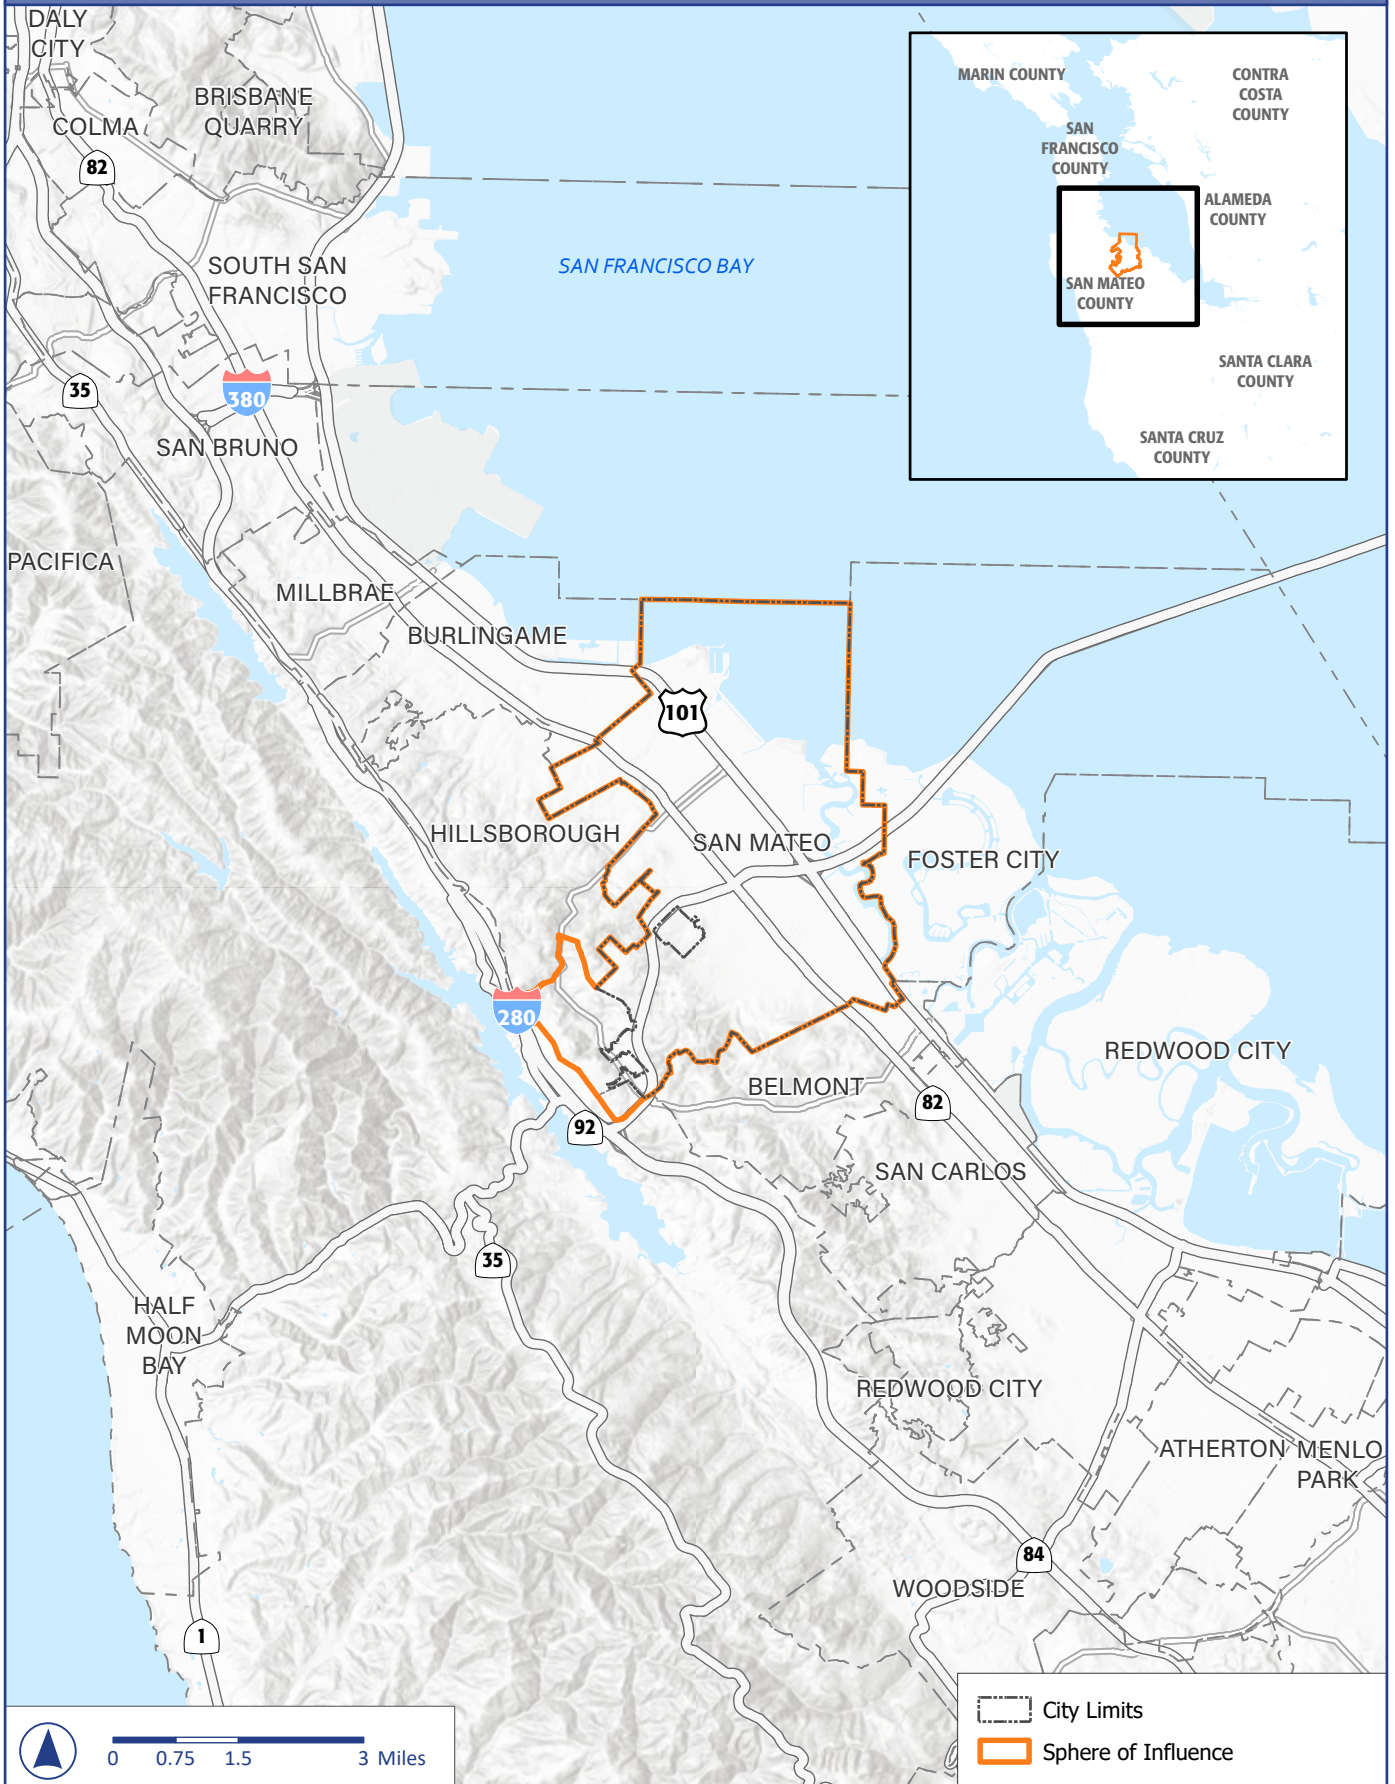 DALY
CITY
BRISBANE
QUARRY
COLMA
82
SOUTH SAN
FRANCISCO
SAN FRANCISCO BAY
MARIN COUNTY
CONTRA
COSTA
COUNTY
SAN
FRANCISCO
COUNTY
ALAMEDA
COUNTY
SAN MATEO
COUNTY
SANTA CLARA
COUNTY
SANTA CRUZ
COUNTY
35
380
SAN BRUNO
PACIFICA
MILLBRAE
BURLINGAME
101
HILLSBOROUGH
SAN MATEO
FOSTER CITY
280
REDWOOD CITY
BELMONT
82
92
SAN CARLOS
35
HALF
MOON
BAY
REDWOOD CITY
ATHERTON
MENLO
PARK
84
WOODSIDE
1
City Limits
Sphere of Influence
0 0.75 1.5 3 Miles